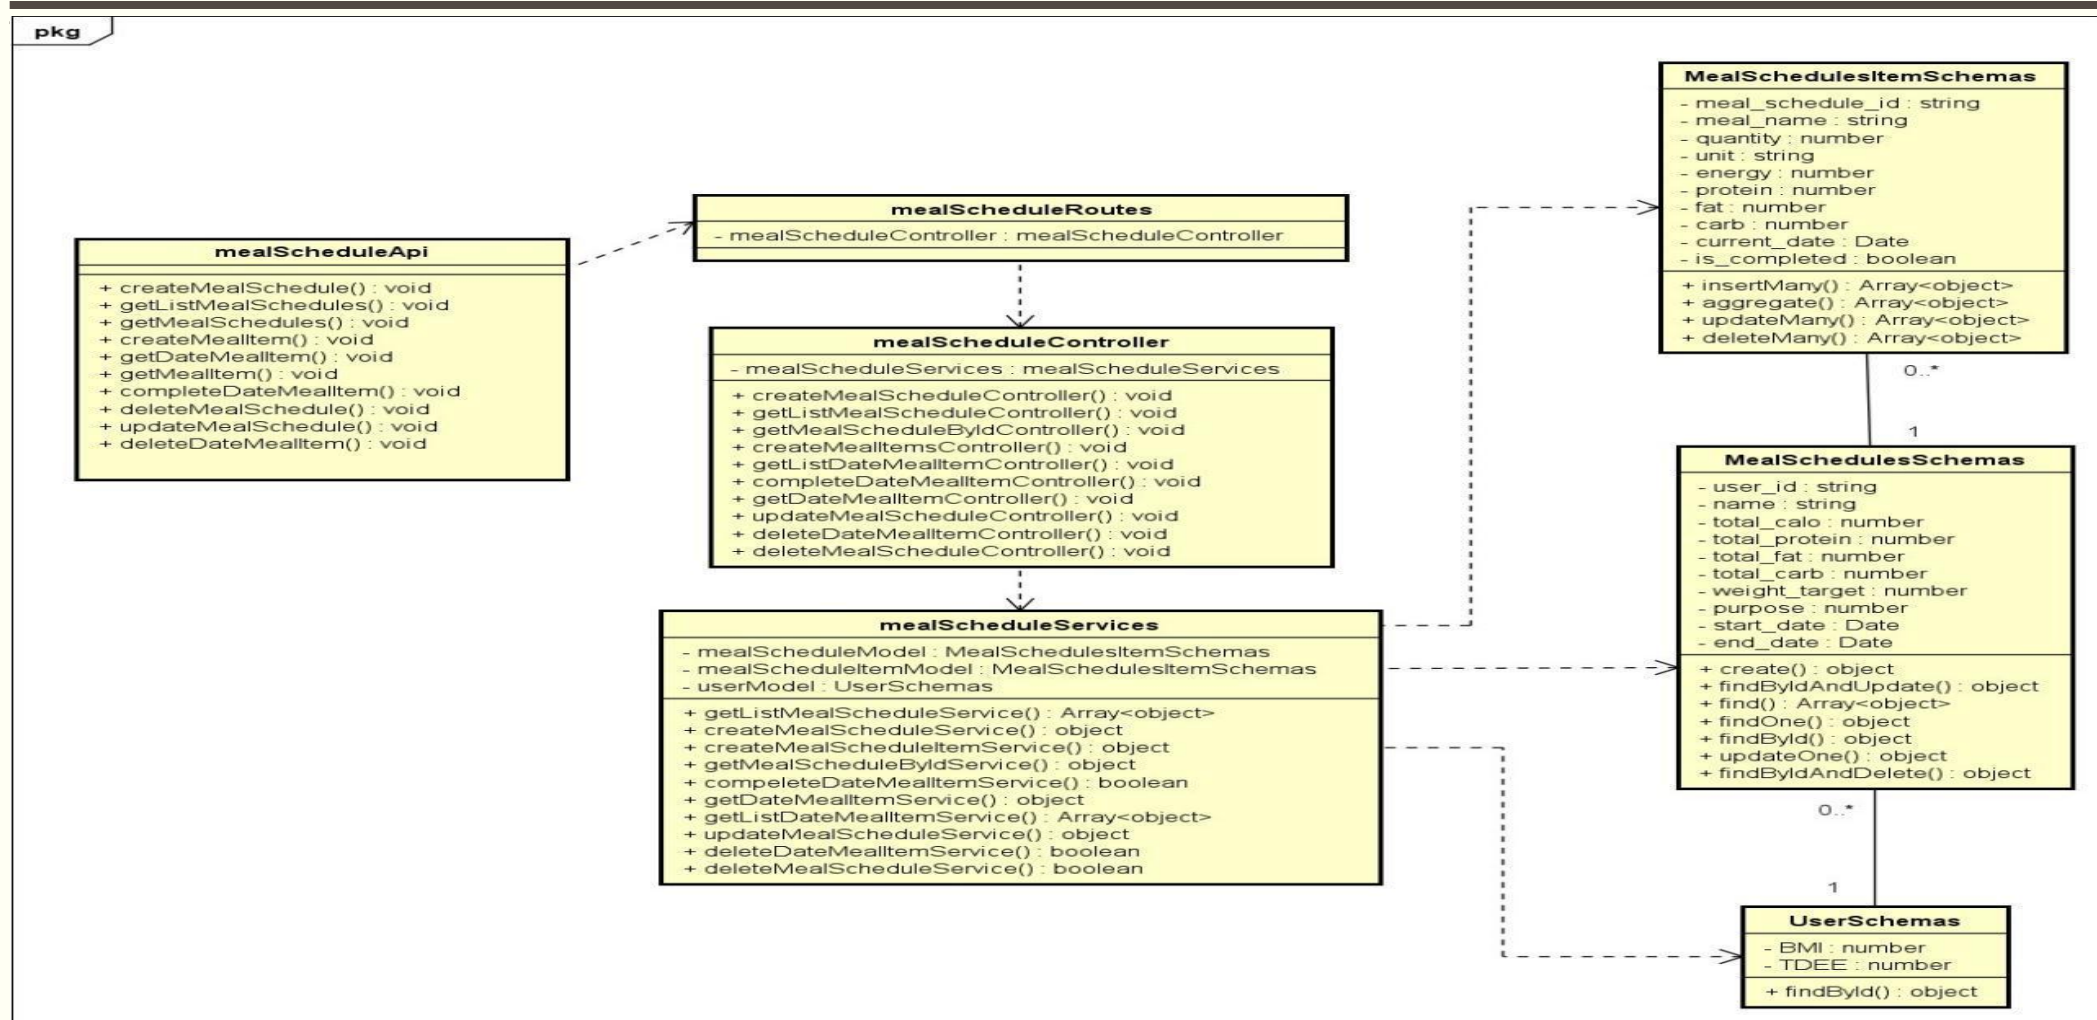 pkg
mealScheduleApi
+ createMealSchedule() : void
+ getListMealSchedules() : void
+ getMealSchedules() : void
+ createMealItem() : void
+ getDateMealItem() : void
+ getMealItem() : void
+ completeDateMealItem() : void
+ deleteMealSchedule() : void
+ updateMealSchedule() : void
+ deleteDateMealItem() : void
mealScheduleRoutes
- mealScheduleController : mealScheduleController
mealScheduleController
- mealScheduleServices : mealScheduleServices
+ createMealScheduleController() : void
+ getListMealScheduleController() : void
+ getMealScheduleByIdController() : void
+ createMealItemsController() : void
+ getListDateMealItemController() : void
+ completeDateMealItemController() : void
+ getDateMealItemController() : void
+ updateMealScheduleController() : void
+ deleteDateMealItemController() : void
+ deleteMealScheduleController() : void
mealScheduleServices
- mealScheduleModel : MealSchedulesItemSchemas
- mealScheduleItemModel : MealSchedulesItemSchemas
- userModel : UserSchemas
+ getListMealScheduleService() : Array<object>
+ createMealScheduleService() : object
+ createMealScheduleItemService() : object
+ getMealScheduleByIdService() : object
+ compeleteDateMealItemService() : boolean
+ getDateMealItemService() : object
+ getListDateMealItemService() : Array<object>
+ updateMealScheduleService() : object
+ deleteDateMealItemService() : boolean
+ deleteMealScheduleService() : boolean
MealSchedulesItemSchemas
- meal_schedule_id : string
- meal_name : string
- quantity : number
- unit : string
- energy : number
- protein : number
- fat : number
- carb : number
- current_date : Date
- is_completed : boolean
+ insertMany() : Array<object>
+ aggregate() : Array<object>
+ updateMany() : Array<object>
+ deleteMany() : Array<object>
0..*
1
MealSchedulesSchemas
- user_id : string
- name : string
- total_calo : number
- total_protein : number
- total_fat : number
- total_carb : number
- weight_target : number
- purpose : number
- start_date : Date
- end_date : Date
+ create() : object
+ findByIdAndUpdate() : object
+ find() : Array<object>
+ findOne() : object
+ findById() : object
+ updateOne() : object
+ findByIdAndDelete() : object
0..*
1
UserSchemas
- BMI : number
- TDEE : number
+ findById() : object